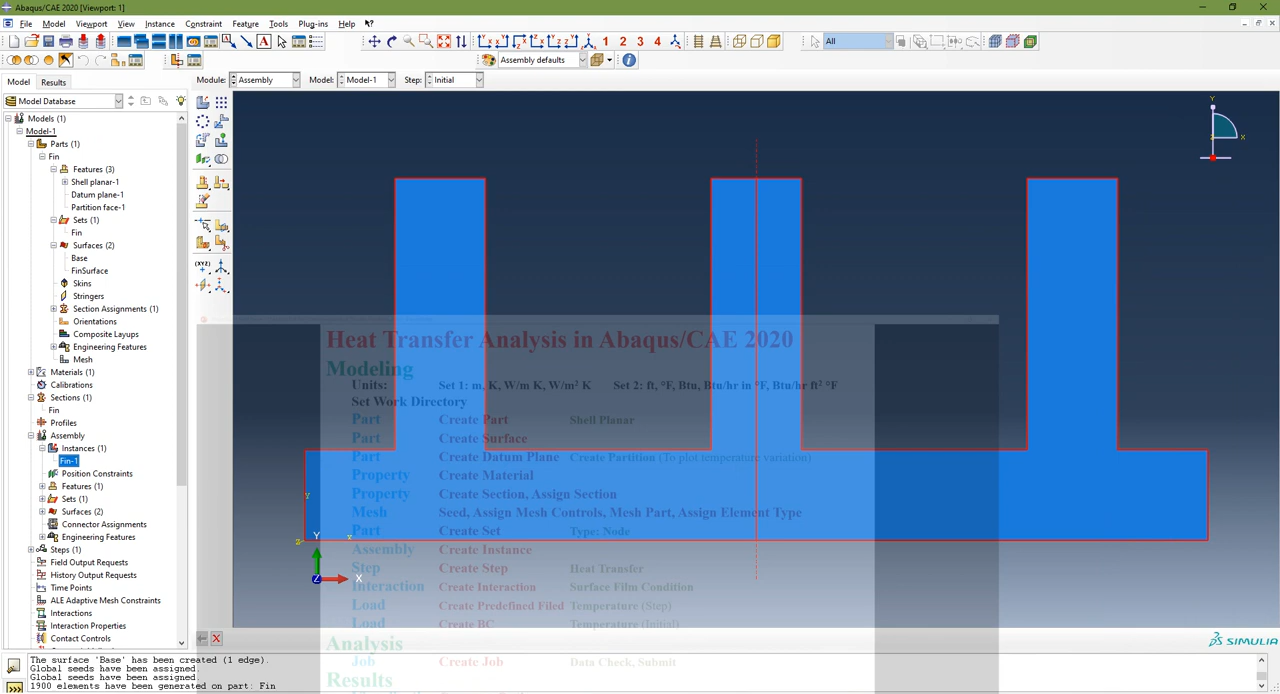 Abaqus/CAE 2020 [Viewport: 1]
File Model Viewport View Instance Constraint Feature Tools Plug-ins Help
1 2 3 4 All
Assembly defaults
Model Results Module: Assembly Model: Model-1 Step: Initial
Model Database
Models (1)
Model-1
Parts (1)
Fin
Features (3)
Shell planar-1
Datum plane-1
Partition face-1
Sets (1)
Fin
Surfaces (2)
Base
FinSurface
Skins
Stringers
Section Assignments (1)
Orientations
Composite Layups
Engineering Features
Mesh
Materials (1)
Calibrations
Sections (1)
Fin
Profiles
Assembly
Instances (1)
Fin-1
Position Constraints
Features (1)
Sets (1)
Surfaces (2)
Connector Assignments
Engineering Features
Steps (1)
Field Output Requests
History Output Requests
Time Points
ALE Adaptive Mesh Constraints
Interactions
Interaction Properties
Contact Controls
Y
X
Y
X
Z
Y
X
Z
Heat Transfer Analysis in Abaqus/CAE 2020
Modeling
Units: Set 1: m, K, W/m K, W/m² K Set 2: ft, °F, Btu, Btu/hr in °F, Btu/hr ft² °F
Set Work Directory
Part Create Part Shell Planar
Part Create Surface
Part Create Datum Plane Create Partition (To plot temperature variation)
Property Create Material
Property Create Section, Assign Section
Mesh Seed, Assign Mesh Controls, Mesh Part, Assign Element Type
Part Create Set Type: Node
Assembly Create Instance
Step Create Step Heat Transfer
Interaction Create Interaction Surface Film Condition
Load Create Predefined Filed Temperature (Step)
Load Create BC Temperature (Initial)
Analysis
Job Create Job Data Check, Submit
Results
SIMULIA
The surface 'Base' has been created (1 edge).
Global seeds have been assigned.
Global seeds have been assigned.
1900 elements have been generated on part: Fin